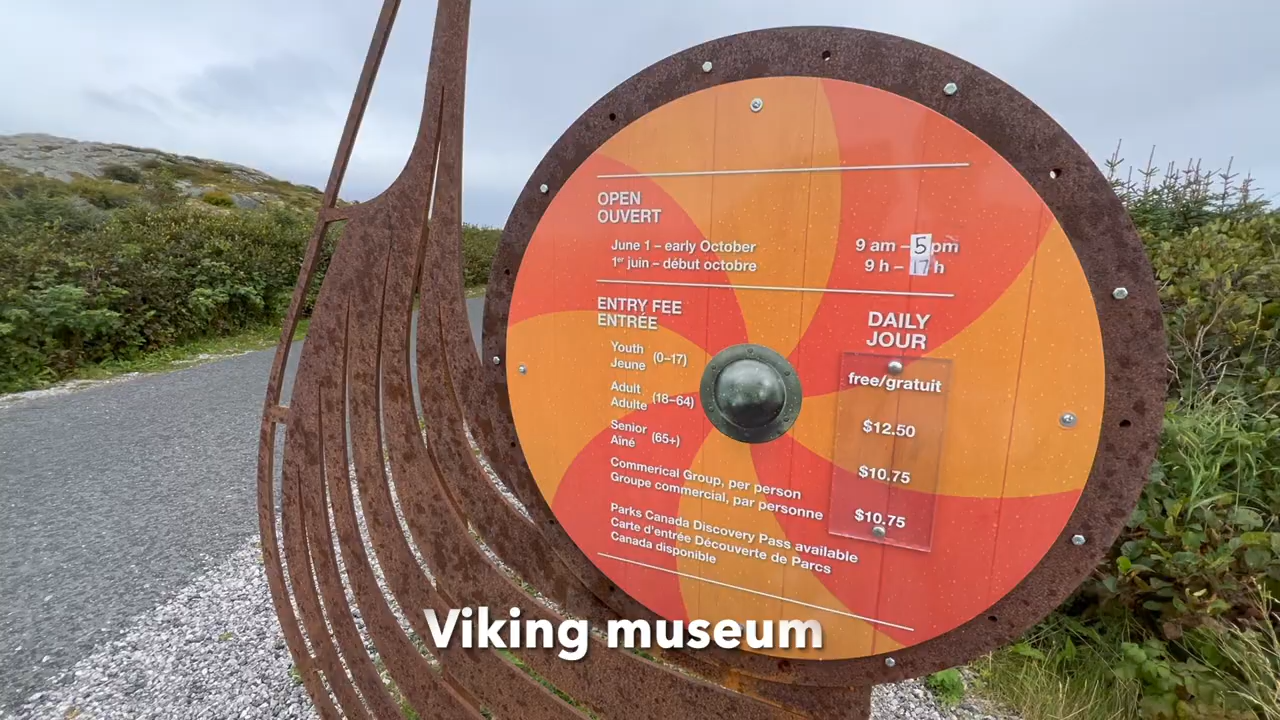 OPEN
OUVERT
June 1 – early October 9 am – 5 pm
1er juin – début octobre 9 h – 17 h
ENTRY FEE
ENTRÉE
DAILY
JOUR
Youth
Jeune (0–17) free/gratuit
Adult
Adulte (18–64) $12.50
Senior
Aîné (65+) $10.75
Commerical Group, per person
Groupe commercial, par personne $10.75
Parks Canada Discovery Pass available
Carte d'entrée Découverte de Parcs
Canada disponible
Viking museum